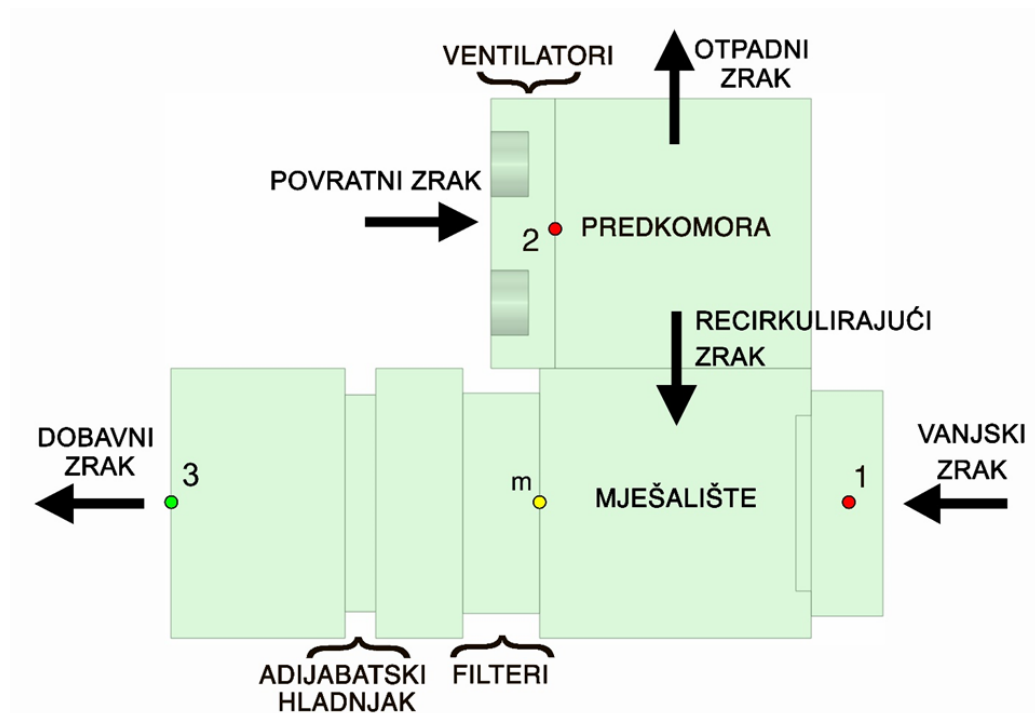 VENTILATORI
OTPADNI
ZRAK
POVRATNI ZRAK
2
PREDKOMORA
RECIRKULIRAJUĆI
ZRAK
DOBAVNI
ZRAK
3
m
MJEŠALIŠTE
1
VANJSKI
ZRAK
ADIJABATSKI
HLADNJAK
FILTERI